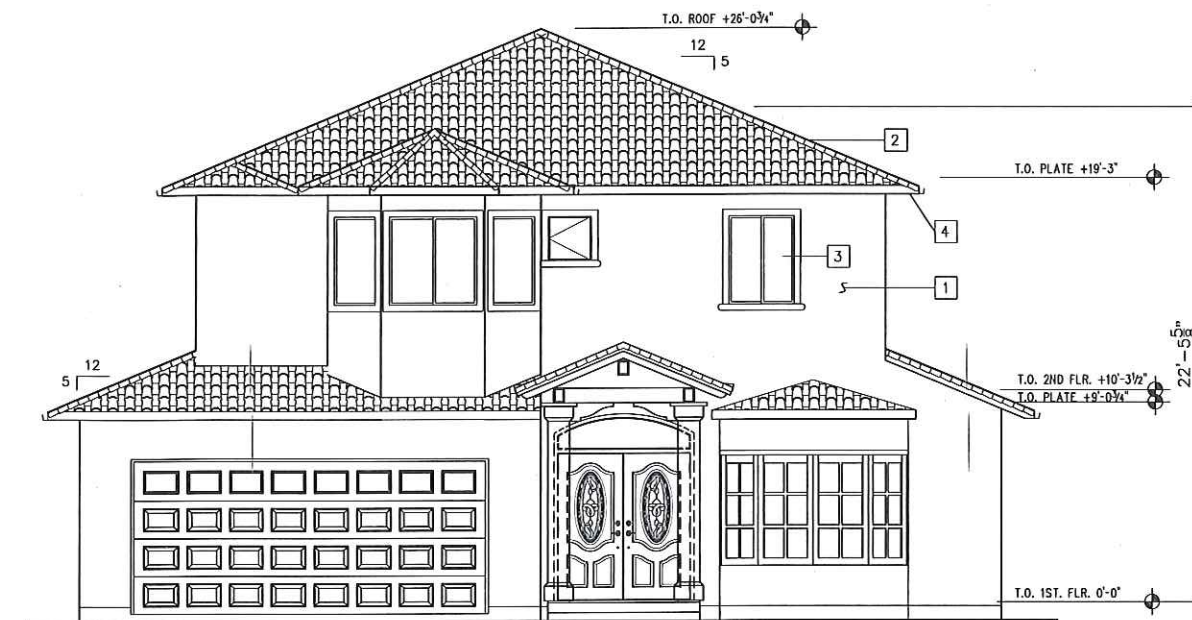 T.O. ROOF +26'-0¾"
12
5
2
T.O. PLATE +19'-3"
4
3
1
22'-5⅝"
12
5
T.O. 2ND FLR. +10'-3½"
T.O. PLATE +9'-0¾"
T.O. 1ST. FLR. 0'-0"